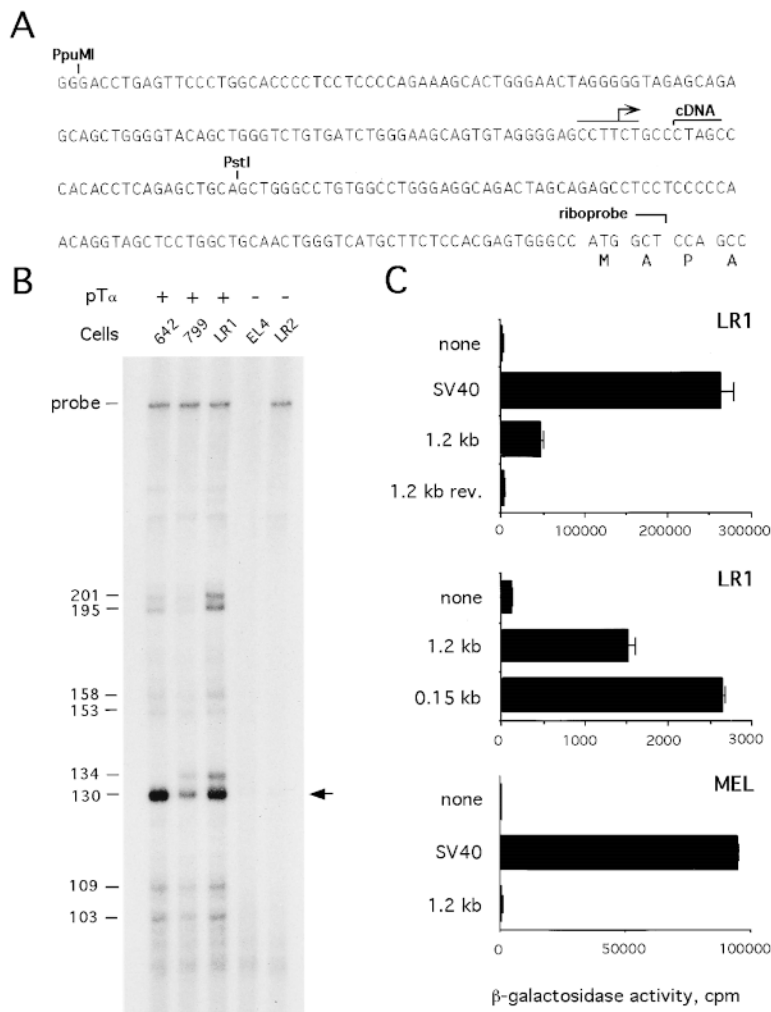 A
PpuMI
GGGACCTGAGTTCCCTGGCACCCCTCCTCCCCAGAAAGCACTGGGAACTAGGGGGTAGAGCAGA
cDNA
GCAGCTGGGGTACAGCTGGGTCTGTGATCTGGGAAGCAGTGTAGGGGAGCCTTCTGCCCTAGCC
PstI
CACACCTCAGAGCTGCAGCTGGGCCTGTGGCCTGGGAGGCAGACTAGCAGAGCCTCCTCCCCCA
riboprobe
ACAGGTAGCTCCTGGCTGCAACTGGGTCATGCTTCTCCACGAGTGGGCC ATG GCT CCA GCC
M A P A
B
pTα + + + - -
Cells 642 799 LR1 EL4 LR2
probe
201
195
158
153
134
130
109
103
C
LR1
none
SV40
1.2 kb
1.2 kb rev.
0 100000 200000 300000
LR1
none
1.2 kb
0.15 kb
0 1000 2000 3000
MEL
none
SV40
1.2 kb
0 50000 100000
β-galactosidase activity, cpm